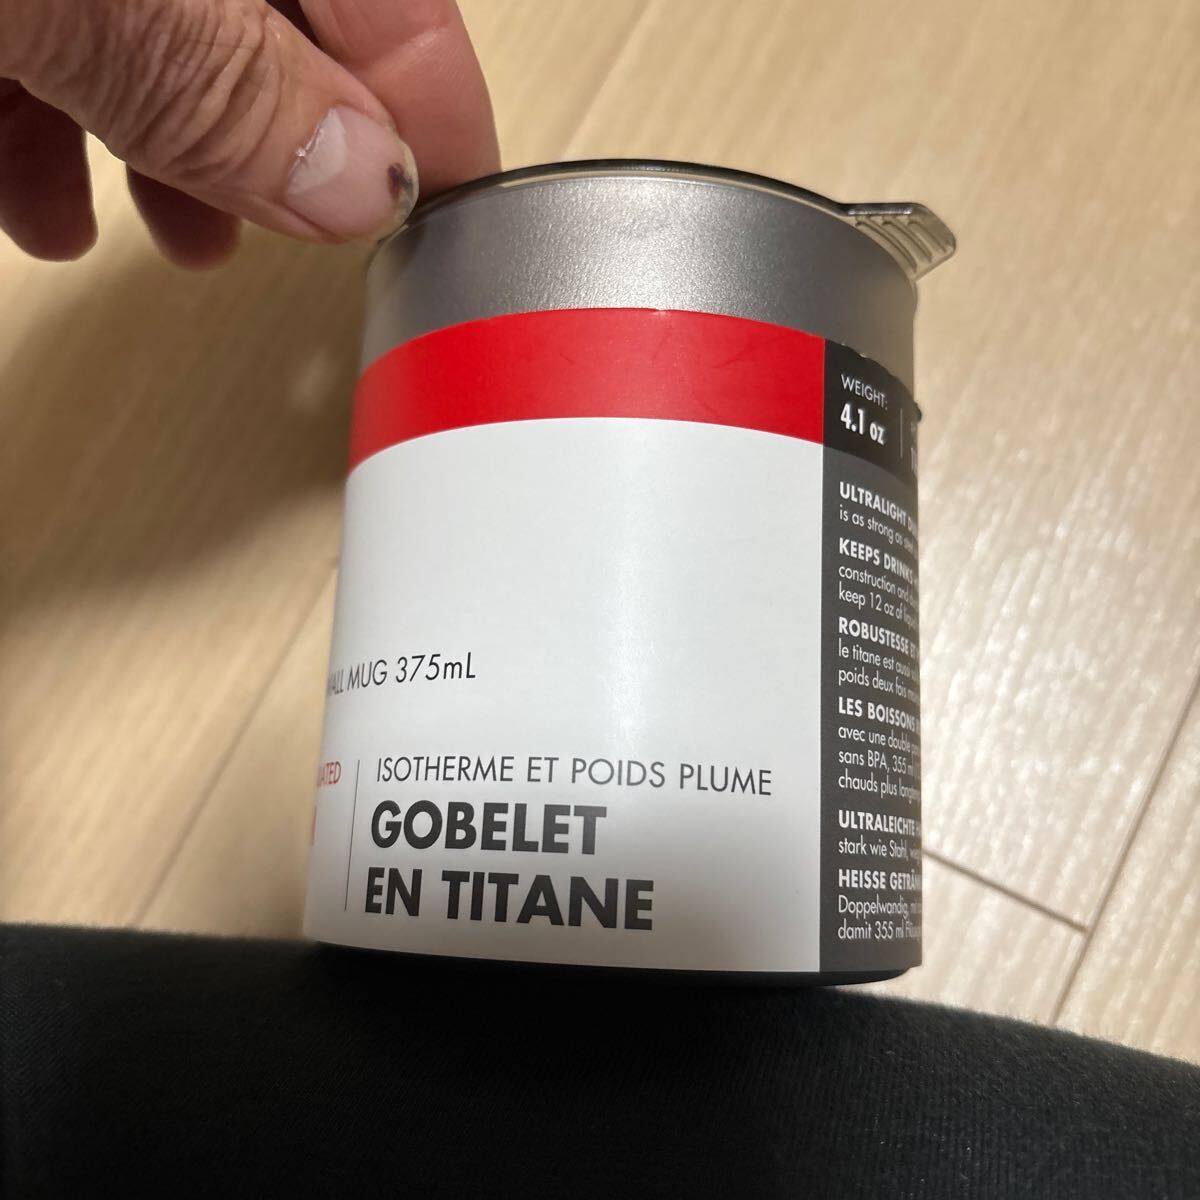 MUG 375mL
ISOTHERME ET POIDS PLUME
GOBELET
EN TITANE
WEIGHT:
4.1 oz
ULTRALIGHT
is as strong as
KEEPS DRINKS
construction and
keep 12 oz of
ROBUSTESSE ET
le titane est aussi
poids deux fois
LES BOISSONS
avec une double
sans BPA, 355 ml
chauds plus
ULTRALEICHTE
stark wie Stahl,
HEISSE
Doppelwandig,
damit 355 ml